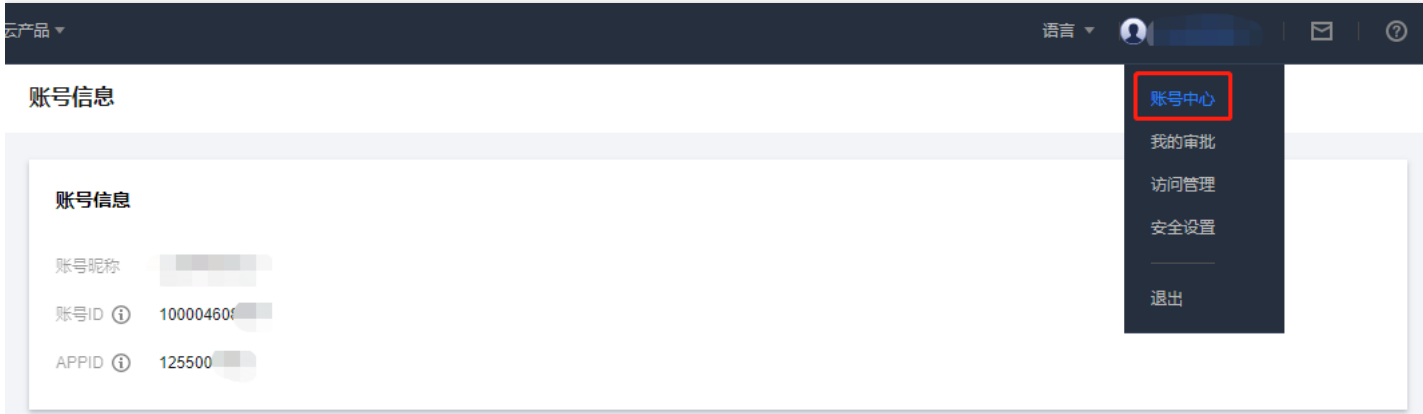 云产品
语言
账号信息
账号中心
我的审批
访问管理
安全设置
退出
账号信息
账号昵称
账号ID 10000460
APPID 125500